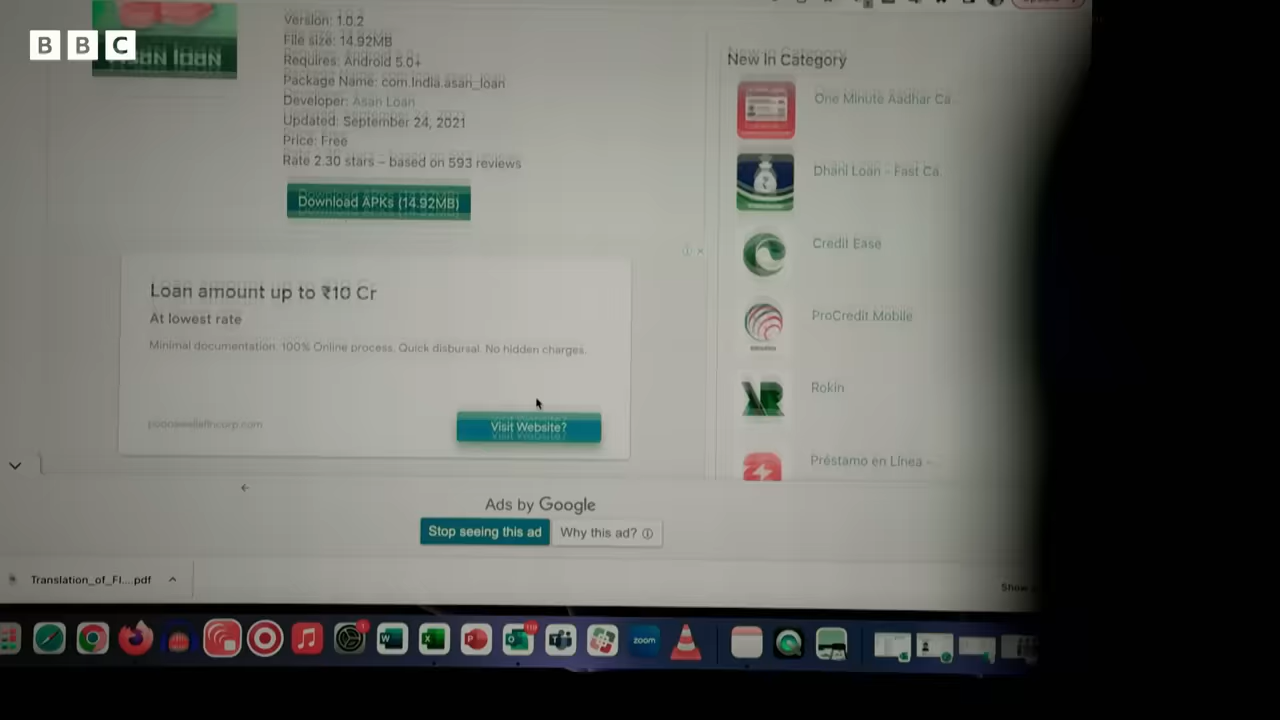 BBC
Asan loan
Version: 1.0.2
File size: 14.92MB
Requires: Android 5.0+
Package Name: com.india.asan_loan
Developer: Asan Loan
Updated: September 24, 2021
Price: Free
Rate 2.30 stars – based on 593 reviews
Download APKs (14.92MB)
Loan amount up to ₹10 Cr
At lowest rate
Minimal documentation. 100% Online process. Quick disbursal. No hidden charges.
Visit Website?
Ads by Google
Stop seeing this ad
Why this ad?
New in Category
One Minute Aadhar Ca
Dhani Loan - Fast Ca
Credit Ease
ProCredit Mobile
Rokin
Préstamo en Línea -
Translation_of_FI....pdf
Show
zoom